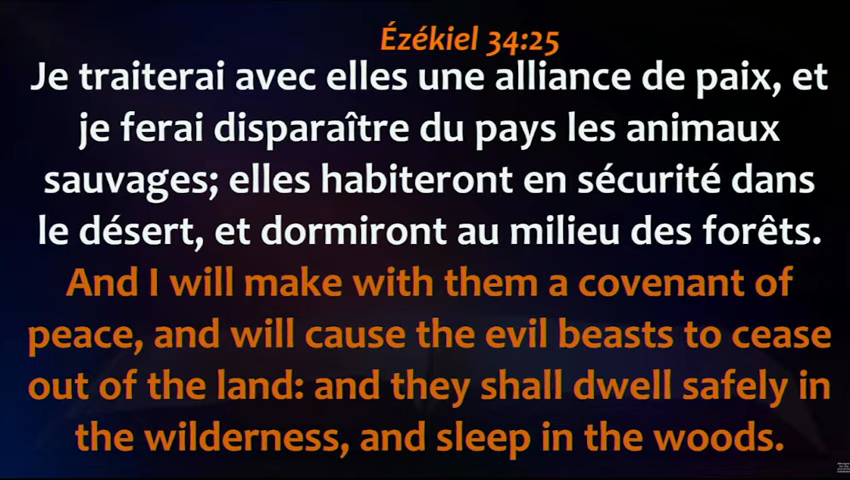 Ézékiel 34:25
Je traiterai avec elles une alliance de paix, et
je ferai disparaître du pays les animaux
sauvages; elles habiteront en sécurité dans
le désert, et dormiront au milieu des forêts.
And I will make with them a covenant of
peace, and will cause the evil beasts to cease
out of the land: and they shall dwell safely in
the wilderness, and sleep in the woods.